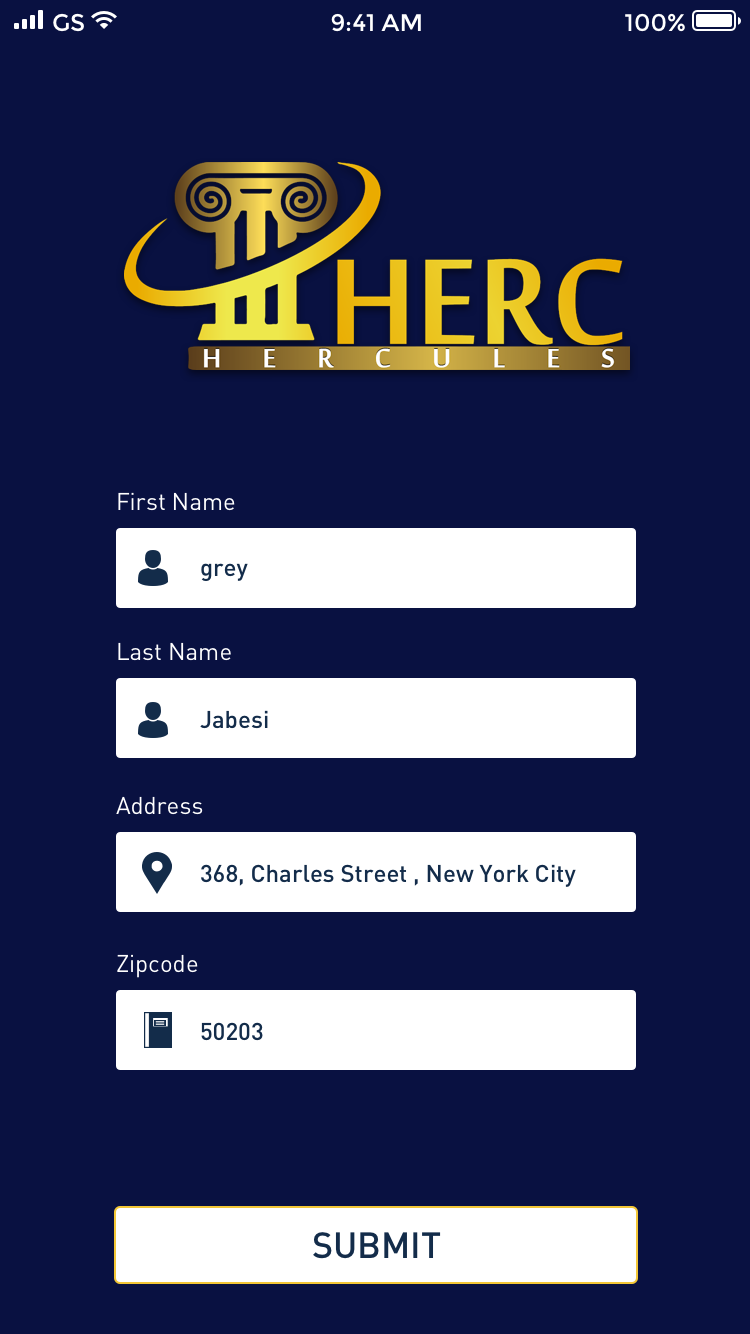 GS 9:41 AM 100%
HERC
HERCULES
First Name
grey
Last Name
Jabesi
Address
368, Charles Street , New York City
Zipcode
50203
SUBMIT